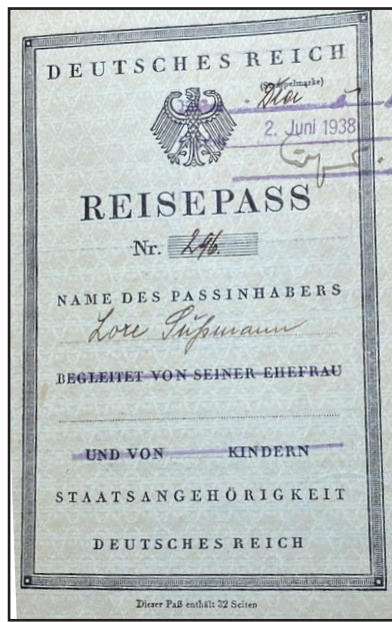 DEUTSCHES REICH
2. Juni 1938
REISEPASS
Nr. 296.
NAME DES PASSINHABERS
Lore Süßmann
BEGLEITET VON SEINER EHEFRAU
UND VON KINDERN
STAATSANGEHÖRIGKEIT
DEUTSCHES REICH
Dieser Paß enthält 32 Seiten